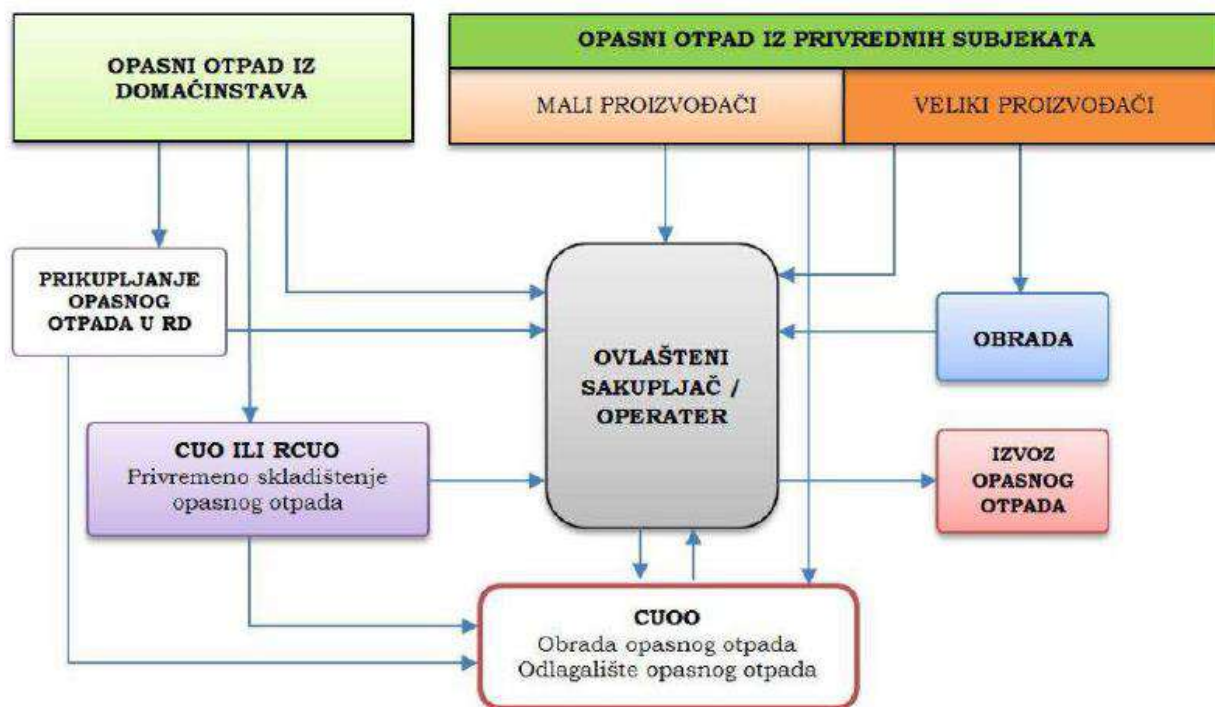 OPASNI OTPAD IZ
DOMAĆINSTAVA
OPASNI OTPAD IZ PRIVREDNIH SUBJEKATA
MALI PROIZVOĐAČI
VELIKI PROIZVOĐAČI
PRIKUPLJANJE
OPASNOG
OTPADA U RD
OVLAŠTENI
SAKUPLJAČ /
OPERATER
OBRADA
CUO ILI RCUO
Privremeno skladištenje
opasnog otpada
IZVOZ
OPASNOG
OTPADA
CUOO
Obrada opasnog otpada
Odlagalište opasnog otpada